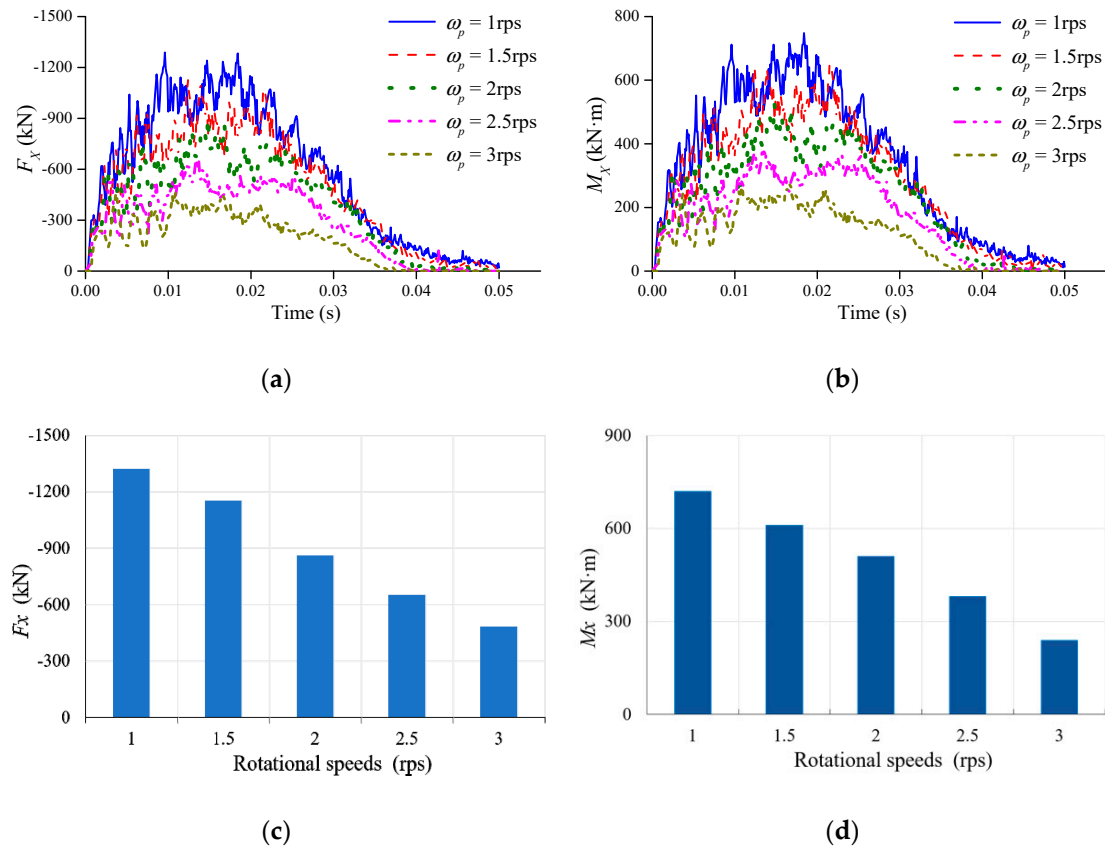 -1500
-1200
-900
-600
-300
0
F_X (kN)
0.00 0.01 0.02 0.03 0.04 0.05
Time (s)
ω_p = 1rps
ω_p = 1.5rps
ω_p = 2rps
ω_p = 2.5rps
ω_p = 3rps
(a)
800
600
400
200
0
M_X (kN·m)
0.00 0.01 0.02 0.03 0.04 0.05
Time (s)
ω_p = 1rps
ω_p = 1.5rps
ω_p = 2rps
ω_p = 2.5rps
ω_p = 3rps
(b)
-1500
-1200
-900
-600
-300
0
Fx (kN)
1 1.5 2 2.5 3
Rotational speeds (rps)
(c)
900
600
300
0
Mx (kN·m)
1 1.5 2 2.5 3
Rotational speeds (rps)
(d)